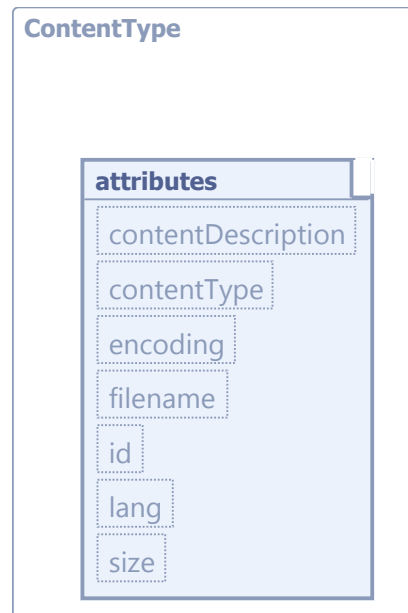 ContentType
attributes
contentDescription
contentType
encoding
filename
id
lang
size